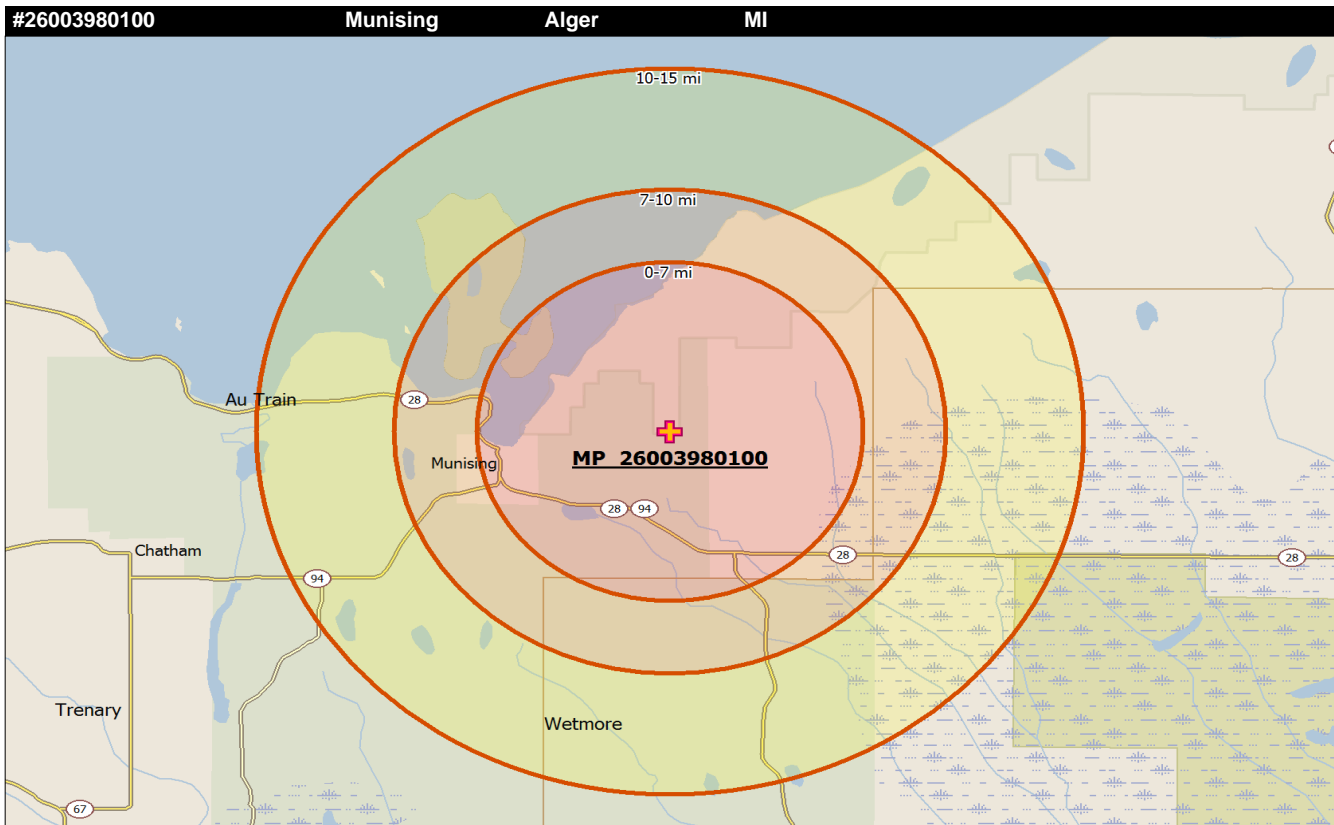 #26003980100 Munising Alger MI
10-15 mi
7-10 mi
0-7 mi
Au Train
28
MP 26003980100
Munising
28 94
Chatham
28
28
94
Trenary
Wetmore
67